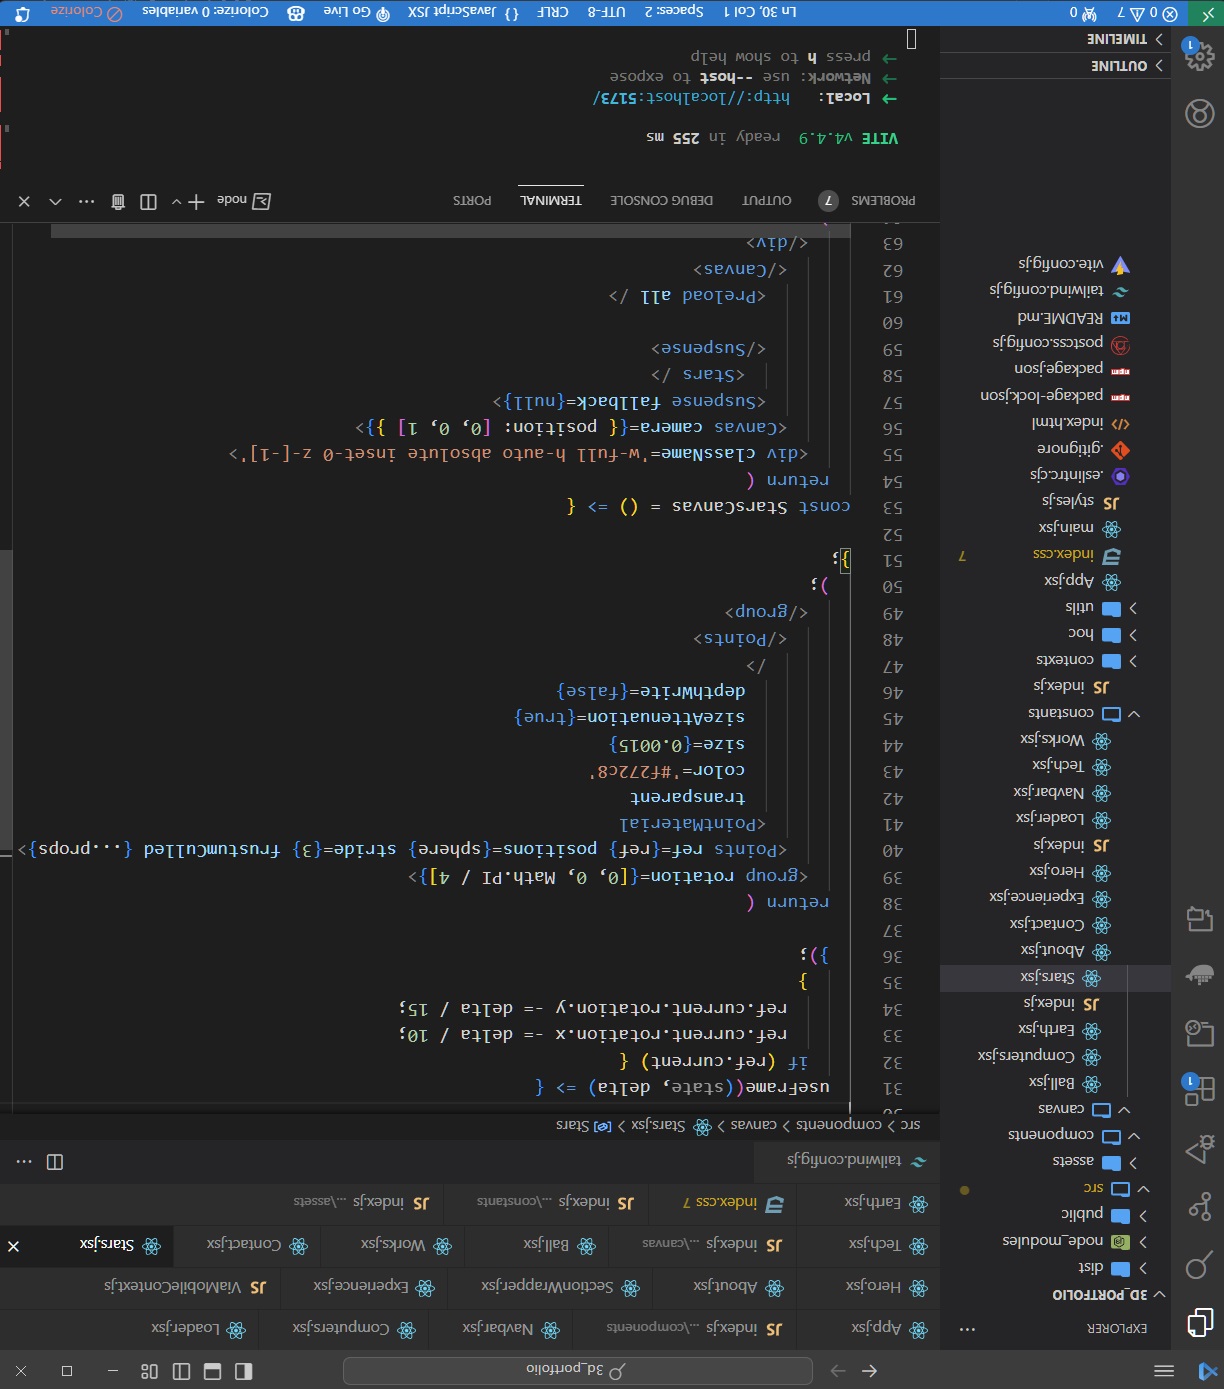 3d_portfolio
EXPLORER
3D_PORTFOLIO
dist
node_modules
public
src
assets
components
canvas
Ball.jsx
Computers.jsx
Earth.jsx
index.js
Stars.jsx
About.jsx
Contact.jsx
Experience.jsx
Hero.jsx
index.js
Loader.jsx
Navbar.jsx
Tech.jsx
Works.jsx
constants
index.js
contexts
hoc
utils
App.jsx
index.css 7
main.jsx
styles.js
.eslintrc.cjs
.gitignore
index.html
package-lock.json
package.json
postcss.config.js
README.md
tailwind.config.js
vite.config.js
OUTLINE
TIMELINE
App.jsx index.js ...\components Navbar.jsx Computers.jsx Loader.jsx
Hero.jsx About.jsx SectionWrapper.jsx Experience.jsx ViaMobileContext.js
Tech.jsx index.js ...\canvas Ball.jsx Works.jsx Contact.jsx Stars.jsx
Earth.jsx index.css 7 index.js ...\constants index.js ...\assets
tailwind.config.js
src > components > canvas > Stars.jsx > Stars
31 useFrame((state, delta) => {
32 if (ref.current) {
33 ref.current.rotation.x -= delta / 10;
34 ref.current.rotation.y -= delta / 15;
35 }
36 });
37
38 return (
39 <group rotation={[0, 0, Math.PI / 4]}>
40 <Points ref={ref} positions={sphere} stride={3} frustumCulled {...props}>
41 <PointMaterial
42 transparent
43 color='#f272c8'
44 size={0.0015}
45 sizeAttenuation={true}
46 depthWrite={false}
47 />
48 </Points>
49 </group>
50 );
51 };
52
53 const StarsCanvas = () => {
54 return (
55 <div className='w-full h-auto absolute inset-0 z-[-1]'>
56 <Canvas camera={{ position: [0, 0, 1] }}>
57 <Suspense fallback={null}>
58 <Stars />
59 </Suspense>
60
61 <Preload all />
62 </Canvas>
63 </div>
PROBLEMS 7 OUTPUT DEBUG CONSOLE TERMINAL PORTS node
VITE v4.4.9 ready in 255 ms
➜ Local: http://localhost:5173/
➜ Network: use --host to expose
➜ press h to show help
0 7 0 Ln 30, Col 1 Spaces: 2 UTF-8 CRLF { } JavaScript JSX Go Live Colorize: 0 variables Colorize
1
1